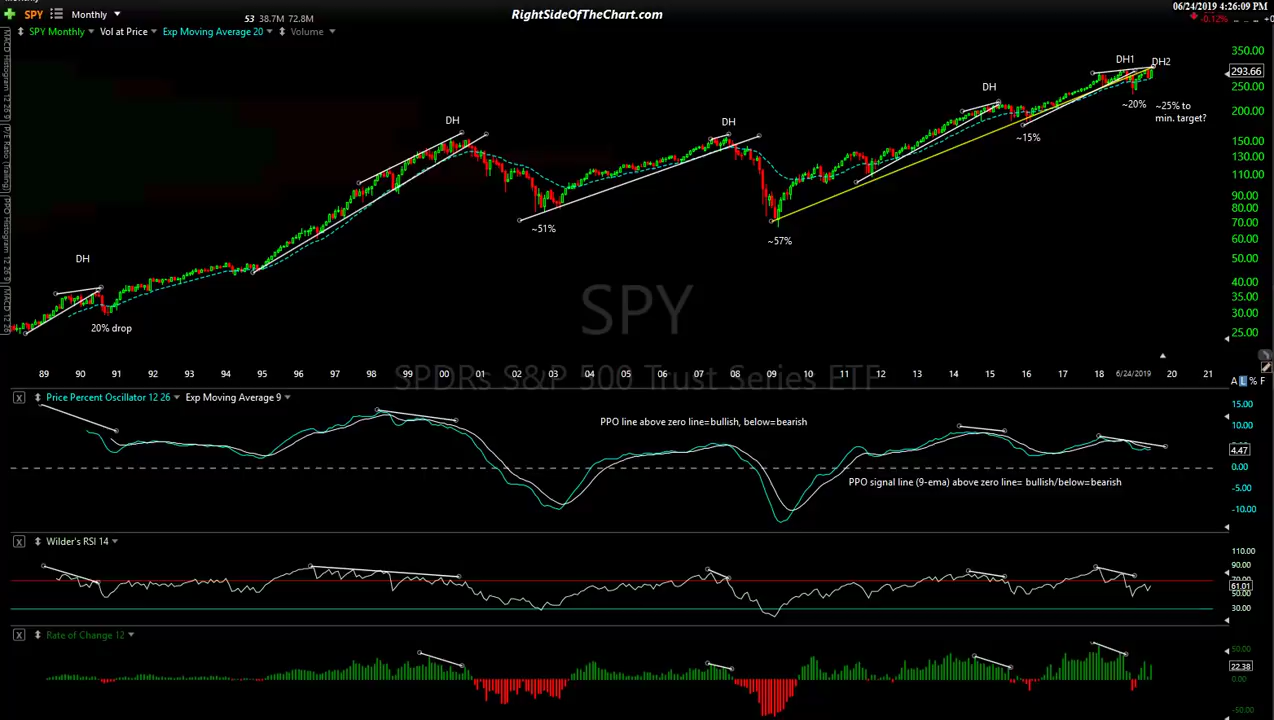 06/24/2019 4:26:09 PM
SPY Monthly 53 38.7M 72.8M RightSideOfTheChart.com -0.12%
SPY Monthly Vol at Price Exp Moving Average 20 Volume
DH1 DH2
350.00
293.66
250.00
DH
~20% ~25% to
min. target?
200.00
DH DH
~15%
150.00
130.00
110.00
90.00
80.00
70.00
~51%
~57%
60.00
DH
50.00
40.00
35.00
30.00
20% drop
25.00
SPY
SPDRs S&P 500 Trust Series ETF
89 90 91 92 93 94 95 96 97 98 99 00 01 02 03 04 05 06 07 08 09 10 11 12 13 14 15 16 17 18 6/24/2019 20 21
A L % F
Price Percent Oscillator 12 26 Exp Moving Average 9
15.00
10.00
PPO line above zero line=bullish, below=bearish
4.47
0.00
PPO signal line (9-ema) above zero line= bullish/below=bearish
-5.00
-10.00
Wilder's RSI 14
110.00
90.00
70.00
61.01
50.00
30.00
Rate of Change 12
50.00
22.38
0.00
-50.00